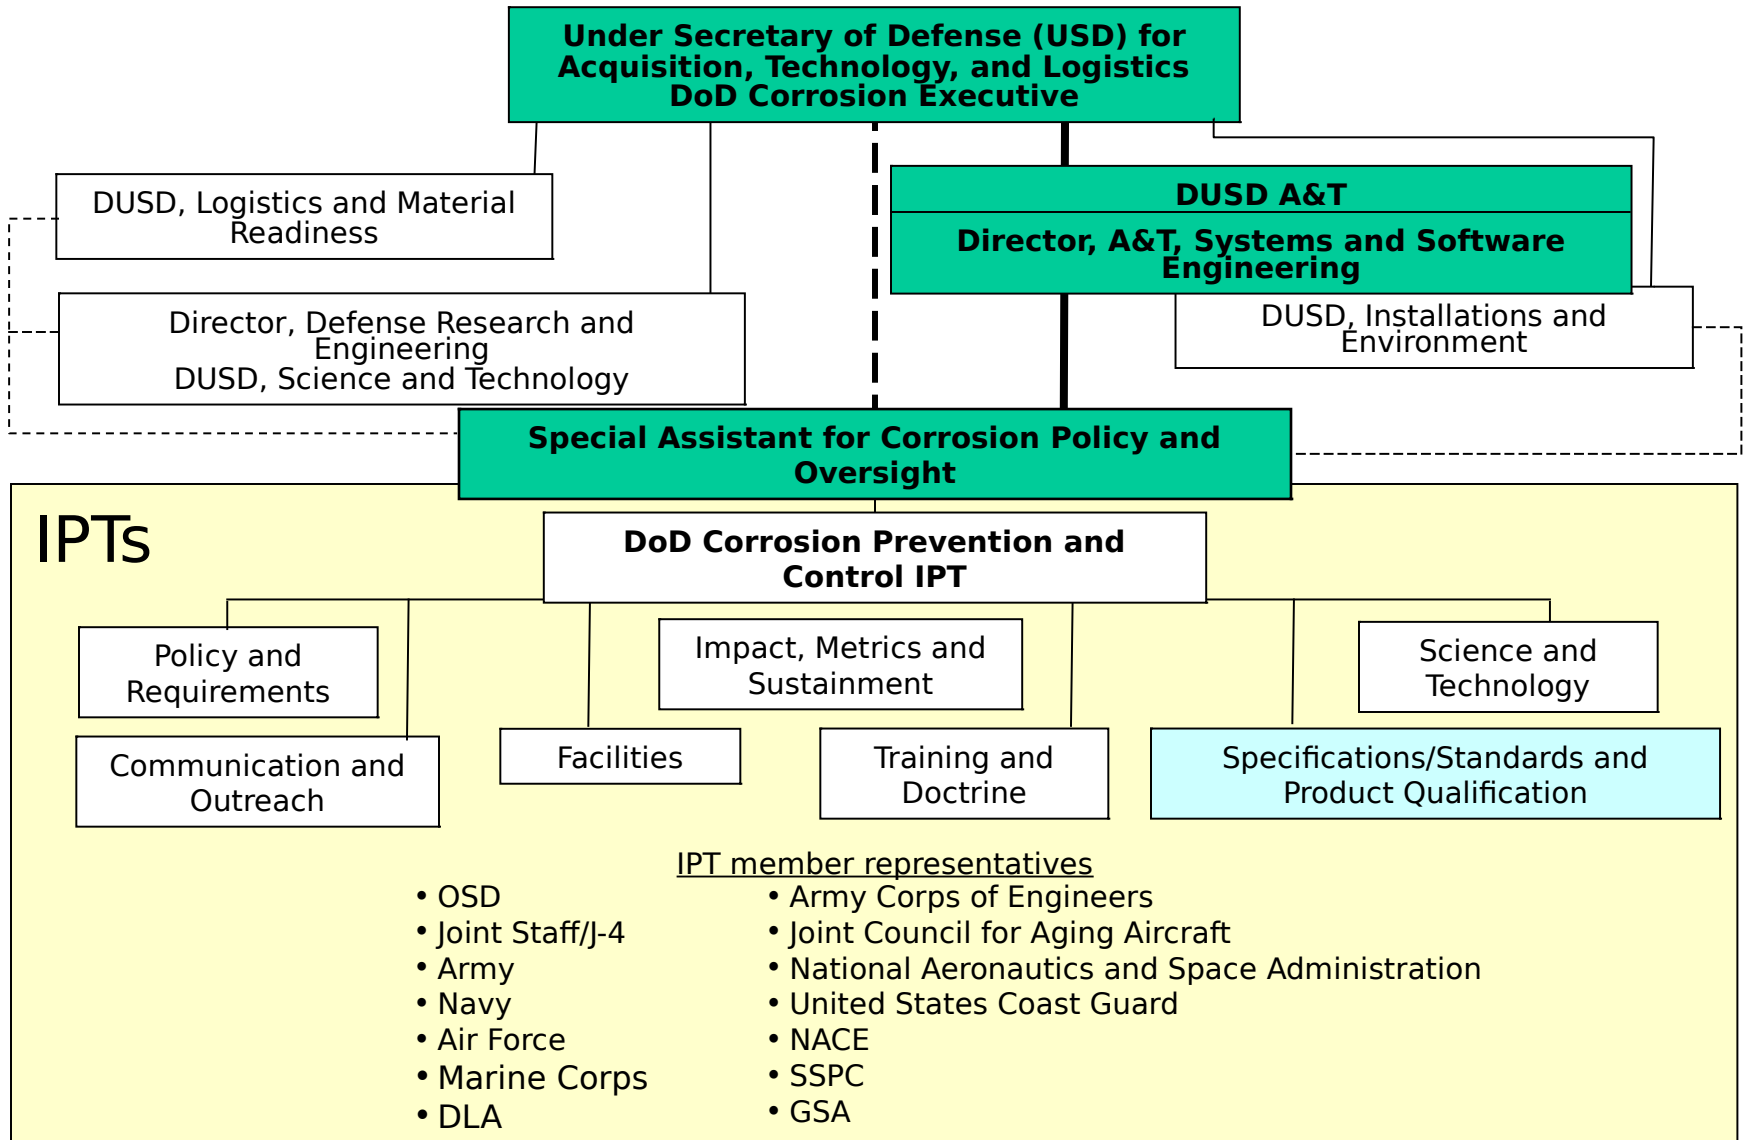 Under Secretary of Defense (USD) for
Acquisition, Technology, and Logistics
DoD Corrosion Executive
DUSD, Logistics and Material
Readiness
DUSD A&T
Director, A&T, Systems and Software
Engineering
Director, Defense Research and
Engineering
DUSD, Science and Technology
DUSD, Installations and
Environment
Special Assistant for Corrosion Policy and
Oversight
IPTs
DoD Corrosion Prevention and
Control IPT
Policy and
Requirements
Impact, Metrics and
Sustainment
Science and
Technology
Communication and
Outreach
Facilities
Training and
Doctrine
Specifications/Standards and
Product Qualification
IPT member representatives
• OSD
• Joint Staff/J-4
• Army
• Navy
• Air Force
• Marine Corps
• DLA
• Army Corps of Engineers
• Joint Council for Aging Aircraft
• National Aeronautics and Space Administration
• United States Coast Guard
• NACE
• SSPC
• GSA